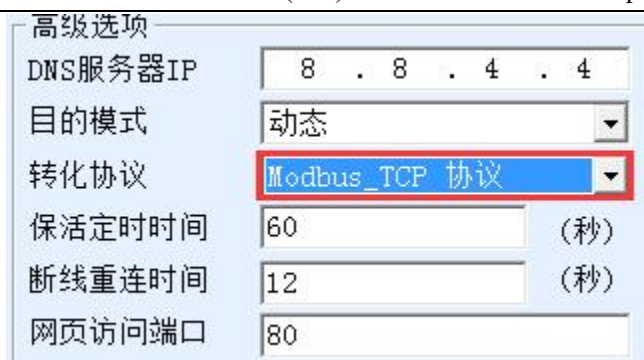 高级选项
DNS服务器IP 8 . 8 . 4 . 4
目的模式 动态
转化协议 Modbus_TCP 协议
保活定时时间 60 (秒)
断线重连时间 12 (秒)
网页访问端口 80